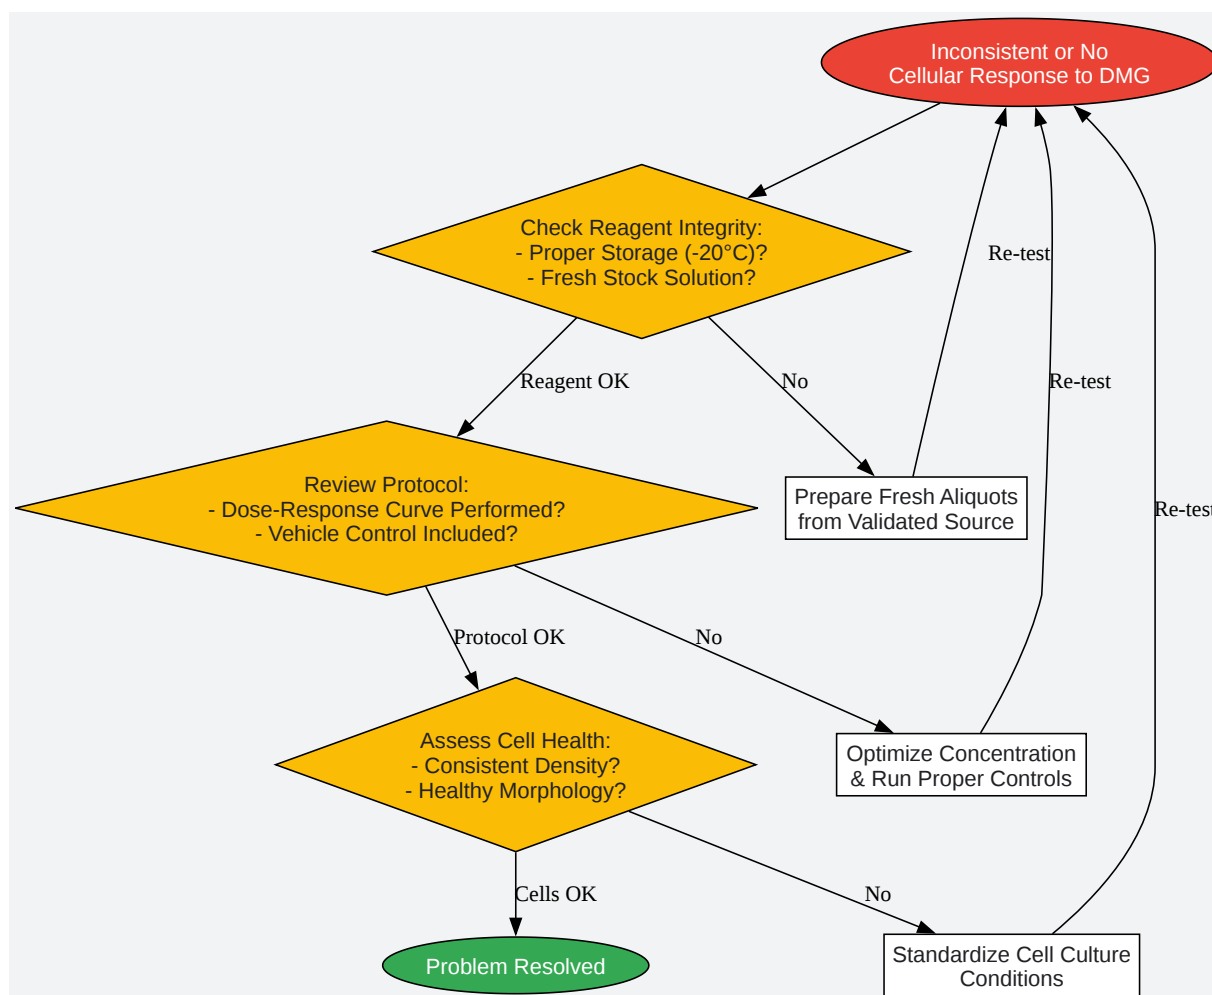 Inconsistent or No
Cellular Response to DMG
Check Reagent Integrity:
- Proper Storage (-20°C)?
- Fresh Stock Solution?
Re-test
Reagent OK
No
Re-test
Review Protocol:
- Dose-Response Curve Performed?
- Vehicle Control Included?
Prepare Fresh Aliquots
from Validated Source
Re-test
Protocol OK
No
Assess Cell Health:
- Consistent Density?
- Healthy Morphology?
Optimize Concentration
& Run Proper Controls
Cells OK
No
Problem Resolved
Standardize Cell Culture
Conditions